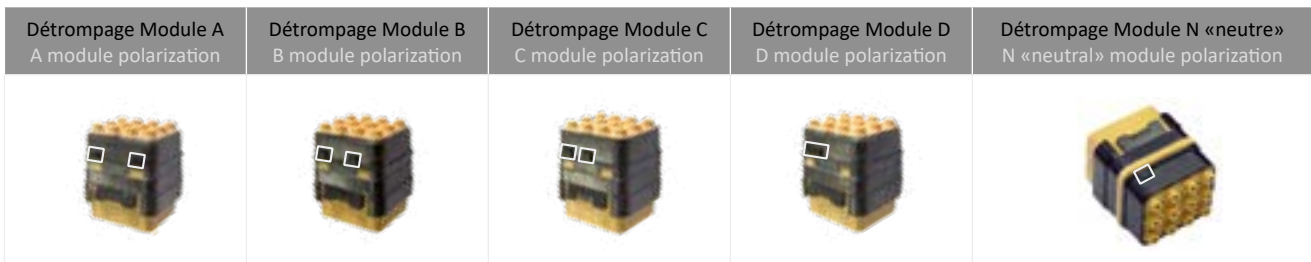 Détrompage Module A
A module polarization
Détrompage Module B
B module polarization
Détrompage Module C
C module polarization
Détrompage Module D
D module polarization
Détrompage Module N «neutre»
N «neutral» module polarization